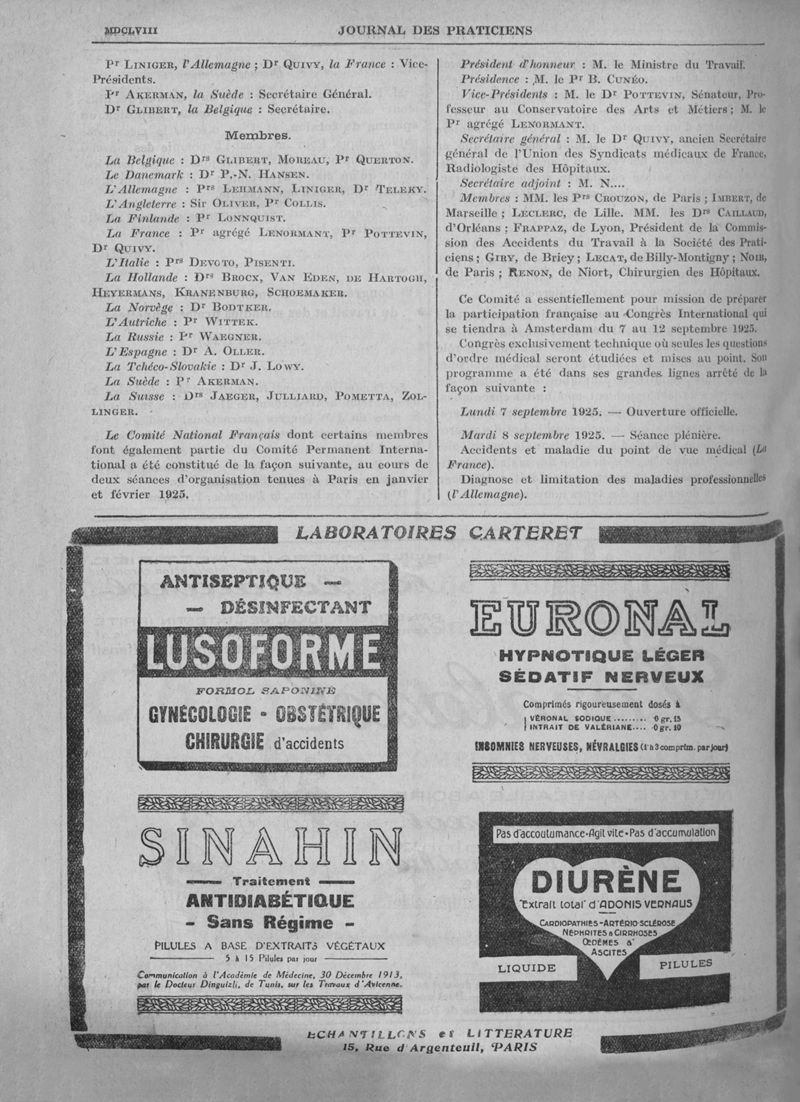 MDCLVIII
JOURNAL DES PRATICIENS
Pr LINIGER, l'Allemagne ; Dr QUIVY, la France : Vice-
Présidents.
Pr AKERMAN, la Suède : Secrétaire Général.
Dr GLIBERT, la Belgique : Secrétaire.
Membres.
La Belgique : Drs GLIBERT, MOREAU, Pr QUERTON.
Le Danemark : Dr P.-N. HANSEN.
L'Allemagne : Prs LEHMANN, LINIGER, Dr TELEKY.
L'Angleterre : Sir OLIVER, Pr COLLIS.
La Finlande : Pr LONNQUIST.
La France : Pr agrégé LENORMANT, Pr POTTEVIN,
Dr QUIVY.
L'Italie : Prs DEVOTO, PISENTI.
La Hollande : Drs BROCX, VAN EDEN, DE HARTOGH,
HEYERMANS, KRANENBURG, SCHOEMAKER.
La Norvège : Dr BODTKER.
L'Autriche : Pr WITTEK.
La Russie : Pr WAEGNER.
L'Espagne : Dr A. OLLER.
La Tchéco-Slovakie : Dr J. LOWY.
La Suède : Pr AKERMAN.
La Suisse : Drs JAEGER, JULLIARD, POMETTA, ZOL-
LINGER.
Le Comité National Français dont certains membres
font également partie du Comité Permanent Interna-
tional a été constitué de la façon suivante, au cours de
deux séances d'organisation tenues à Paris en janvier
et février 1925.
Président d'honneur : M. le Ministre du Travail.
Présidence : M. le Pr B. CUNÉO.
Vice-Présidents : M. le Dr POTTEVIN, Sénateur, Pro-
fesseur au Conservatoire des Arts et Métiers ; M. le
Pr agrégé LENORMANT.
Secrétaire général : M. le Dr QUIVY, ancien Secrétaire
général de l'Union des Syndicats médicaux de France,
Radiologiste des Hôpitaux.
Secrétaire adjoint : M. N....
Membres : MM. les Prs CROUZON, de Paris ; IMBERT, de
Marseille ; LECLERC, de Lille. MM. les Drs CAILLAUD,
d'Orléans ; FRAPPAZ, de Lyon, Président de la Commis-
sion des Accidents du Travail à la Société des Prati-
ciens ; GIRY, de Briey ; LECAT, de Billy-Montigny ; NOIR,
de Paris ; RENON, de Niort, Chirurgien des Hôpitaux.
Ce Comité a essentiellement pour mission de préparer
la participation française au Congrès International qui
se tiendra à Amsterdam du 7 au 12 septembre 1925.
Congrès exclusivement technique où seules les questions
d'ordre médical seront étudiées et mises au point. Son
programme a été dans ses grandes lignes arrêté de la
façon suivante :
Lundi 7 septembre 1925. — Ouverture officielle.
Mardi 8 septembre 1925. — Séance plénière.
Accidents et maladie du point de vue médical (La
France).
Diagnose et limitation des maladies professionnelles
(l'Allemagne).
LABORATOIRES CARTERET
ANTISEPTIQUE —
— DÉSINFECTANT
LUSOFORME
FORMOL SAPONINÉ
GYNÉCOLOGIE - OBSTÉTRIQUE
CHIRURGIE d'accidents
EURONAL
HYPNOTIQUE LÉGER
SÉDATIF NERVEUX
Comprimés rigoureusement dosés à
VÉRONAL SODIQUE ......... 0 gr. 15
INTRAIT DE VALÉRIANE.... 0 gr. 10
INSOMNIES NERVEUSES, NÉVRALGIES (1 à 3 comprim. par jour)
SINAHIN
Traitement
ANTIDIABÉTIQUE
- Sans Régime -
PILULES A BASE D'EXTRAITS VÉGÉTAUX
5 à 15 Pilules par jour
Communication à l'Académie de Médecine, 30 Décembre 1913,
par le Docteur Dinguizli, de Tunis, sur les Travaux d'Avicenne.
Pas d'accoutumance-Agit vite-Pas d'accumulation
DIURÈNE
"Extrait total" d'ADONIS VERNALIS
CARDIOPATHIES-ARTÉRIO-SCLÉROSE
NÉPHRITES & CIRRHOSES
ŒDÈMES &
ASCITES
LIQUIDE
PILULES
ECHANTILLONS et LITTERATURE
15, Rue d'Argenteuil, PARIS